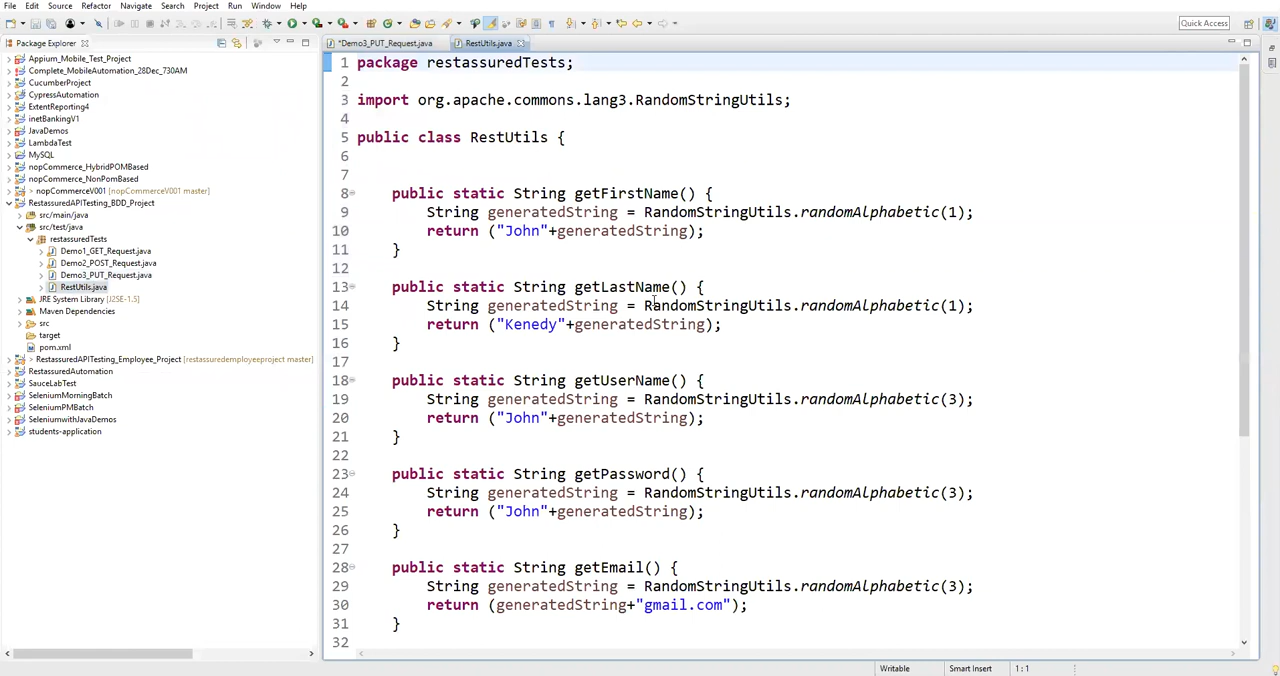 File Edit Source Refactor Navigate Search Project Run Window Help
Quick Access
Package Explorer
*Demo3_PUT_Request.java RestUtils.java
Appium_Mobile_Test_Project
Complete_MobileAutomation_28Dec_730AM
CucumberProject
CypressAutomation
ExtentReporting4
inetBankingV1
JavaDemos
LambdaTest
MySQL
nopCommerce_HybridPOMBased
nopCommerce_NonPomBased
> nopCommerceV001 [nopCommerceV001 master]
RestassuredAPITesting_BDD_Project
src/main/java
src/test/java
restassuredTests
Demo1_GET_Request.java
Demo2_POST_Request.java
Demo3_PUT_Request.java
RestUtils.java
JRE System Library [J2SE-1.5]
Maven Dependencies
src
target
pom.xml
> RestassuredAPITesting_Employee_Project [restassuredemployeeproject master]
RestassuredAutomation
SauceLabTest
SeleniumMorningBatch
SeleniumPMBatch
SeleniumwithJavaDemos
students-application
1 package restassuredTests;
2
3 import org.apache.commons.lang3.RandomStringUtils;
4
5 public class RestUtils {
6
7
8 public static String getFirstName() {
9 String generatedString = RandomStringUtils.randomAlphabetic(1);
10 return ("John"+generatedString);
11 }
12
13 public static String getLastName() {
14 String generatedString = RandomStringUtils.randomAlphabetic(1);
15 return ("Kenedy"+generatedString);
16 }
17
18 public static String getUserName() {
19 String generatedString = RandomStringUtils.randomAlphabetic(3);
20 return ("John"+generatedString);
21 }
22
23 public static String getPassword() {
24 String generatedString = RandomStringUtils.randomAlphabetic(3);
25 return ("John"+generatedString);
26 }
27
28 public static String getEmail() {
29 String generatedString = RandomStringUtils.randomAlphabetic(3);
30 return (generatedString+"gmail.com");
31 }
32
Writable Smart Insert 1 : 1